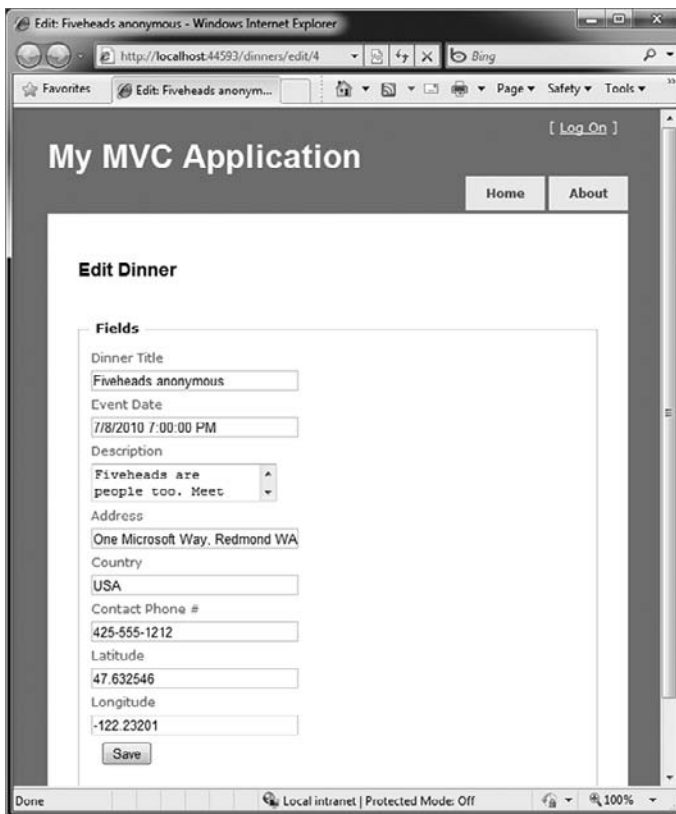 Edit: Fiveheads anonymous - Windows Internet Explorer
http://localhost:44593/dinners/edit/4
Bing
Favorites
Edit: Fiveheads anonym...
Page
Safety
Tools
[ Log On ]
My MVC Application
Home
About
Edit Dinner
Fields
Dinner Title
Fiveheads anonymous
Event Date
7/8/2010 7:00:00 PM
Description
Fiveheads are
people too. Meet
Address
One Microsoft Way, Redmond WA
Country
USA
Contact Phone #
425-555-1212
Latitude
47.632546
Longitude
-122.23201
Save
Done
Local intranet | Protected Mode: Off
100%